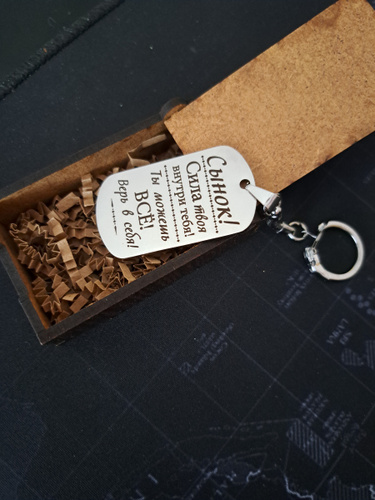 Сынок!
Сила твоя
внутри тебя!
Ты можешь
ВСЁ!
Верь в себя!